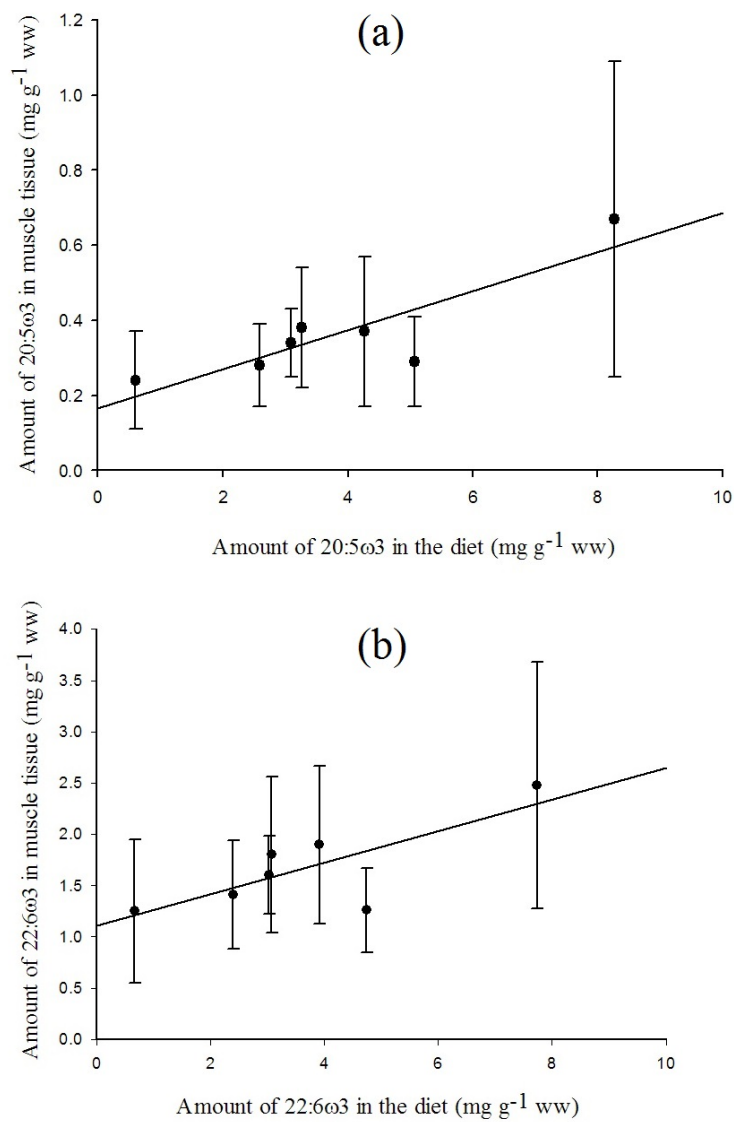 (a)
Amount of 20:5ω3 in muscle tissue (mg g-1 ww)
1.2
1.0
0.8
0.6
0.4
0.2
0.0
0 2 4 6 8 10
Amount of 20:5ω3 in the diet (mg g-1 ww)
(b)
Amount of 22:6ω3 in muscle tissue (mg g-1 ww)
4.0
3.5
3.0
2.5
2.0
1.5
1.0
0.5
0.0
0 2 4 6 8 10
Amount of 22:6ω3 in the diet (mg g-1 ww)